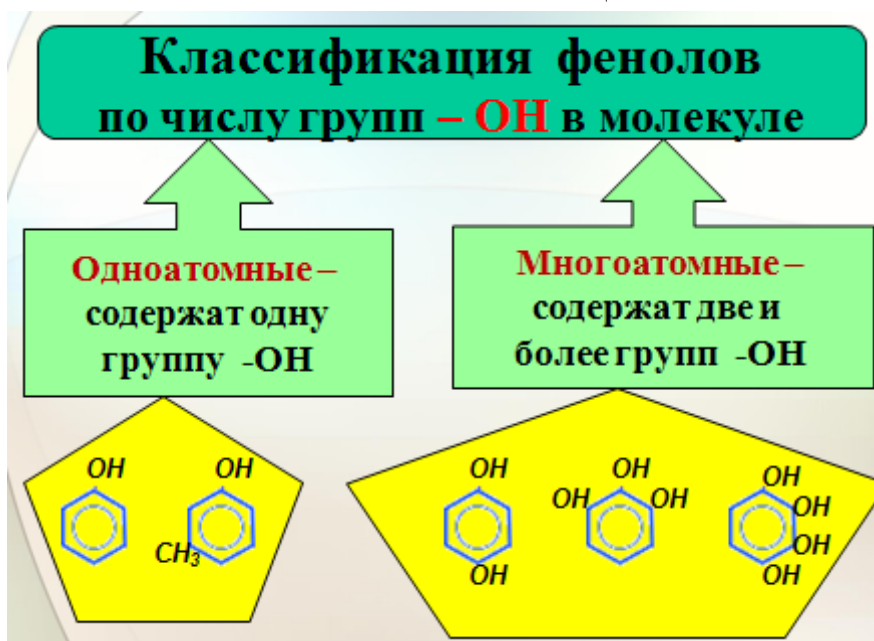 Классификация фенолов
по числу групп – ОН в молекуле
Одноатомные –
содержат одну
группу -ОН
Многоатомные –
содержат две и
более групп -ОН
OH
OH
CH3
OH
OH
OH
OH
OH
OH
OH
OH
OH